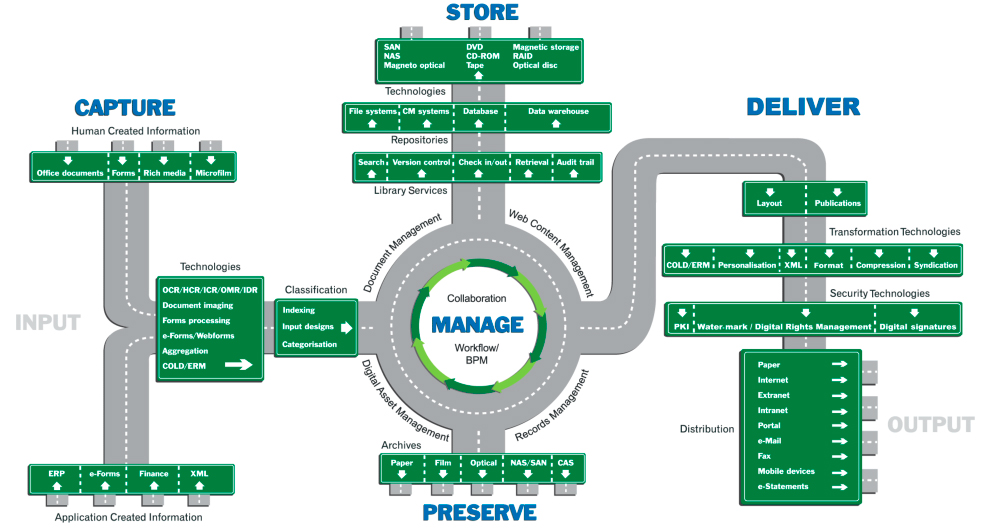 STORE
SAN DVD Magnetic storage
NAS CD-ROM RAID
Magneto optical Tape Optical disc
Technologies
File systems CM systems Database Data warehouse
Repositories
Search Version control Check in/out Retrieval Audit trail
Library Services
CAPTURE
Human Created Information
Office documents Forms Rich media Microfilm
INPUT
Technologies
OCR/HCR/ICR/OMR/IDR
Document imaging
Forms processing
e-Forms/Webforms
Aggregation
COLD/ERM
Classification
Indexing
Input designs
Categorisation
ERP e-Forms Finance XML
Application Created Information
Document Management
Web Content Management
Collaboration
MANAGE
Workflow/
BPM
Digital Asset Management
Records Management
Archives
Paper Film Optical NAS/SAN CAS
PRESERVE
DELIVER
Layout Publications
Transformation Technologies
COLD/ERM Personalisation XML Format Compression Syndication
Security Technologies
PKI Water-mark / Digital Rights Management Digital signatures
Distribution
Paper
Internet
Extranet
Intranet
Portal
e-Mail
Fax
Mobile devices
e-Statements
OUTPUT